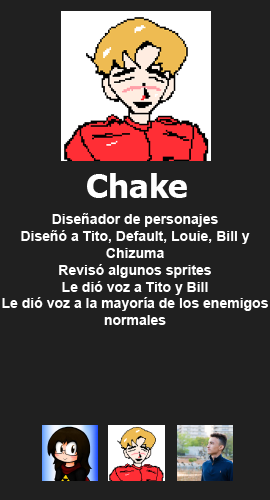 Chake
Diseñador de personajes
Diseñó a Tito, Default, Louie, Bill y
Chizuma
Revisó algunos sprites
Le dió voz a Tito y Bill
Le dió voz a la mayoría de los enemigos
normales